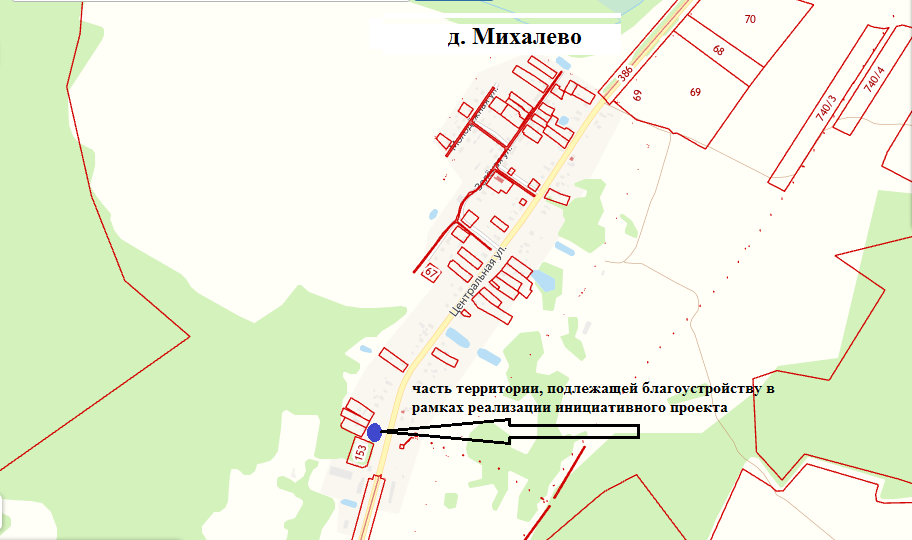 д. Михалево
70
68
69
386
69
740/3
740/4
67
Центральная ул.
часть территории, подлежащей благоустройству в
рамках реализации инициативного проекта
153